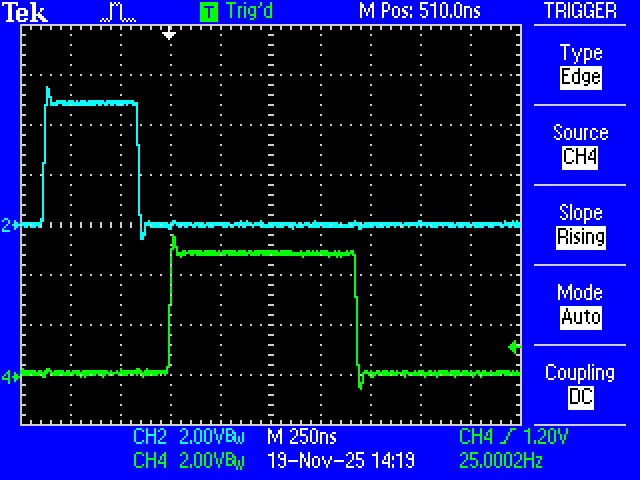 Tek T Trig'd M Pos: 510.0ns TRIGGER
Type
Edge
Source
CH4
Slope
Rising
Mode
Auto
Coupling
DC
2
4
CH2 2.00VBw M 250ns CH4 1.20V
CH4 2.00VBw 19-Nov-25 14:19 25.0002Hz